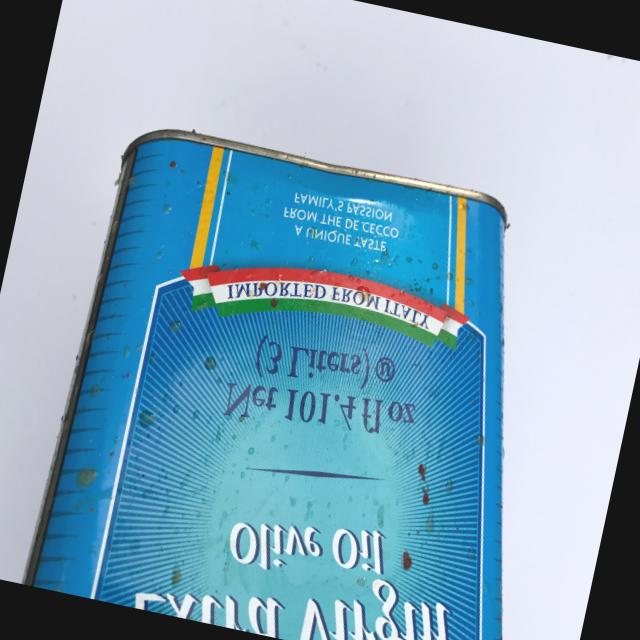 Extra Virgin
Olive Oil
Net 101.4 fl oz
(3 Liters) Ⓤ
IMPORTED FROM ITALY
A UNIQUE TASTE
FROM THE DE CECCO
FAMILY'S PASSION